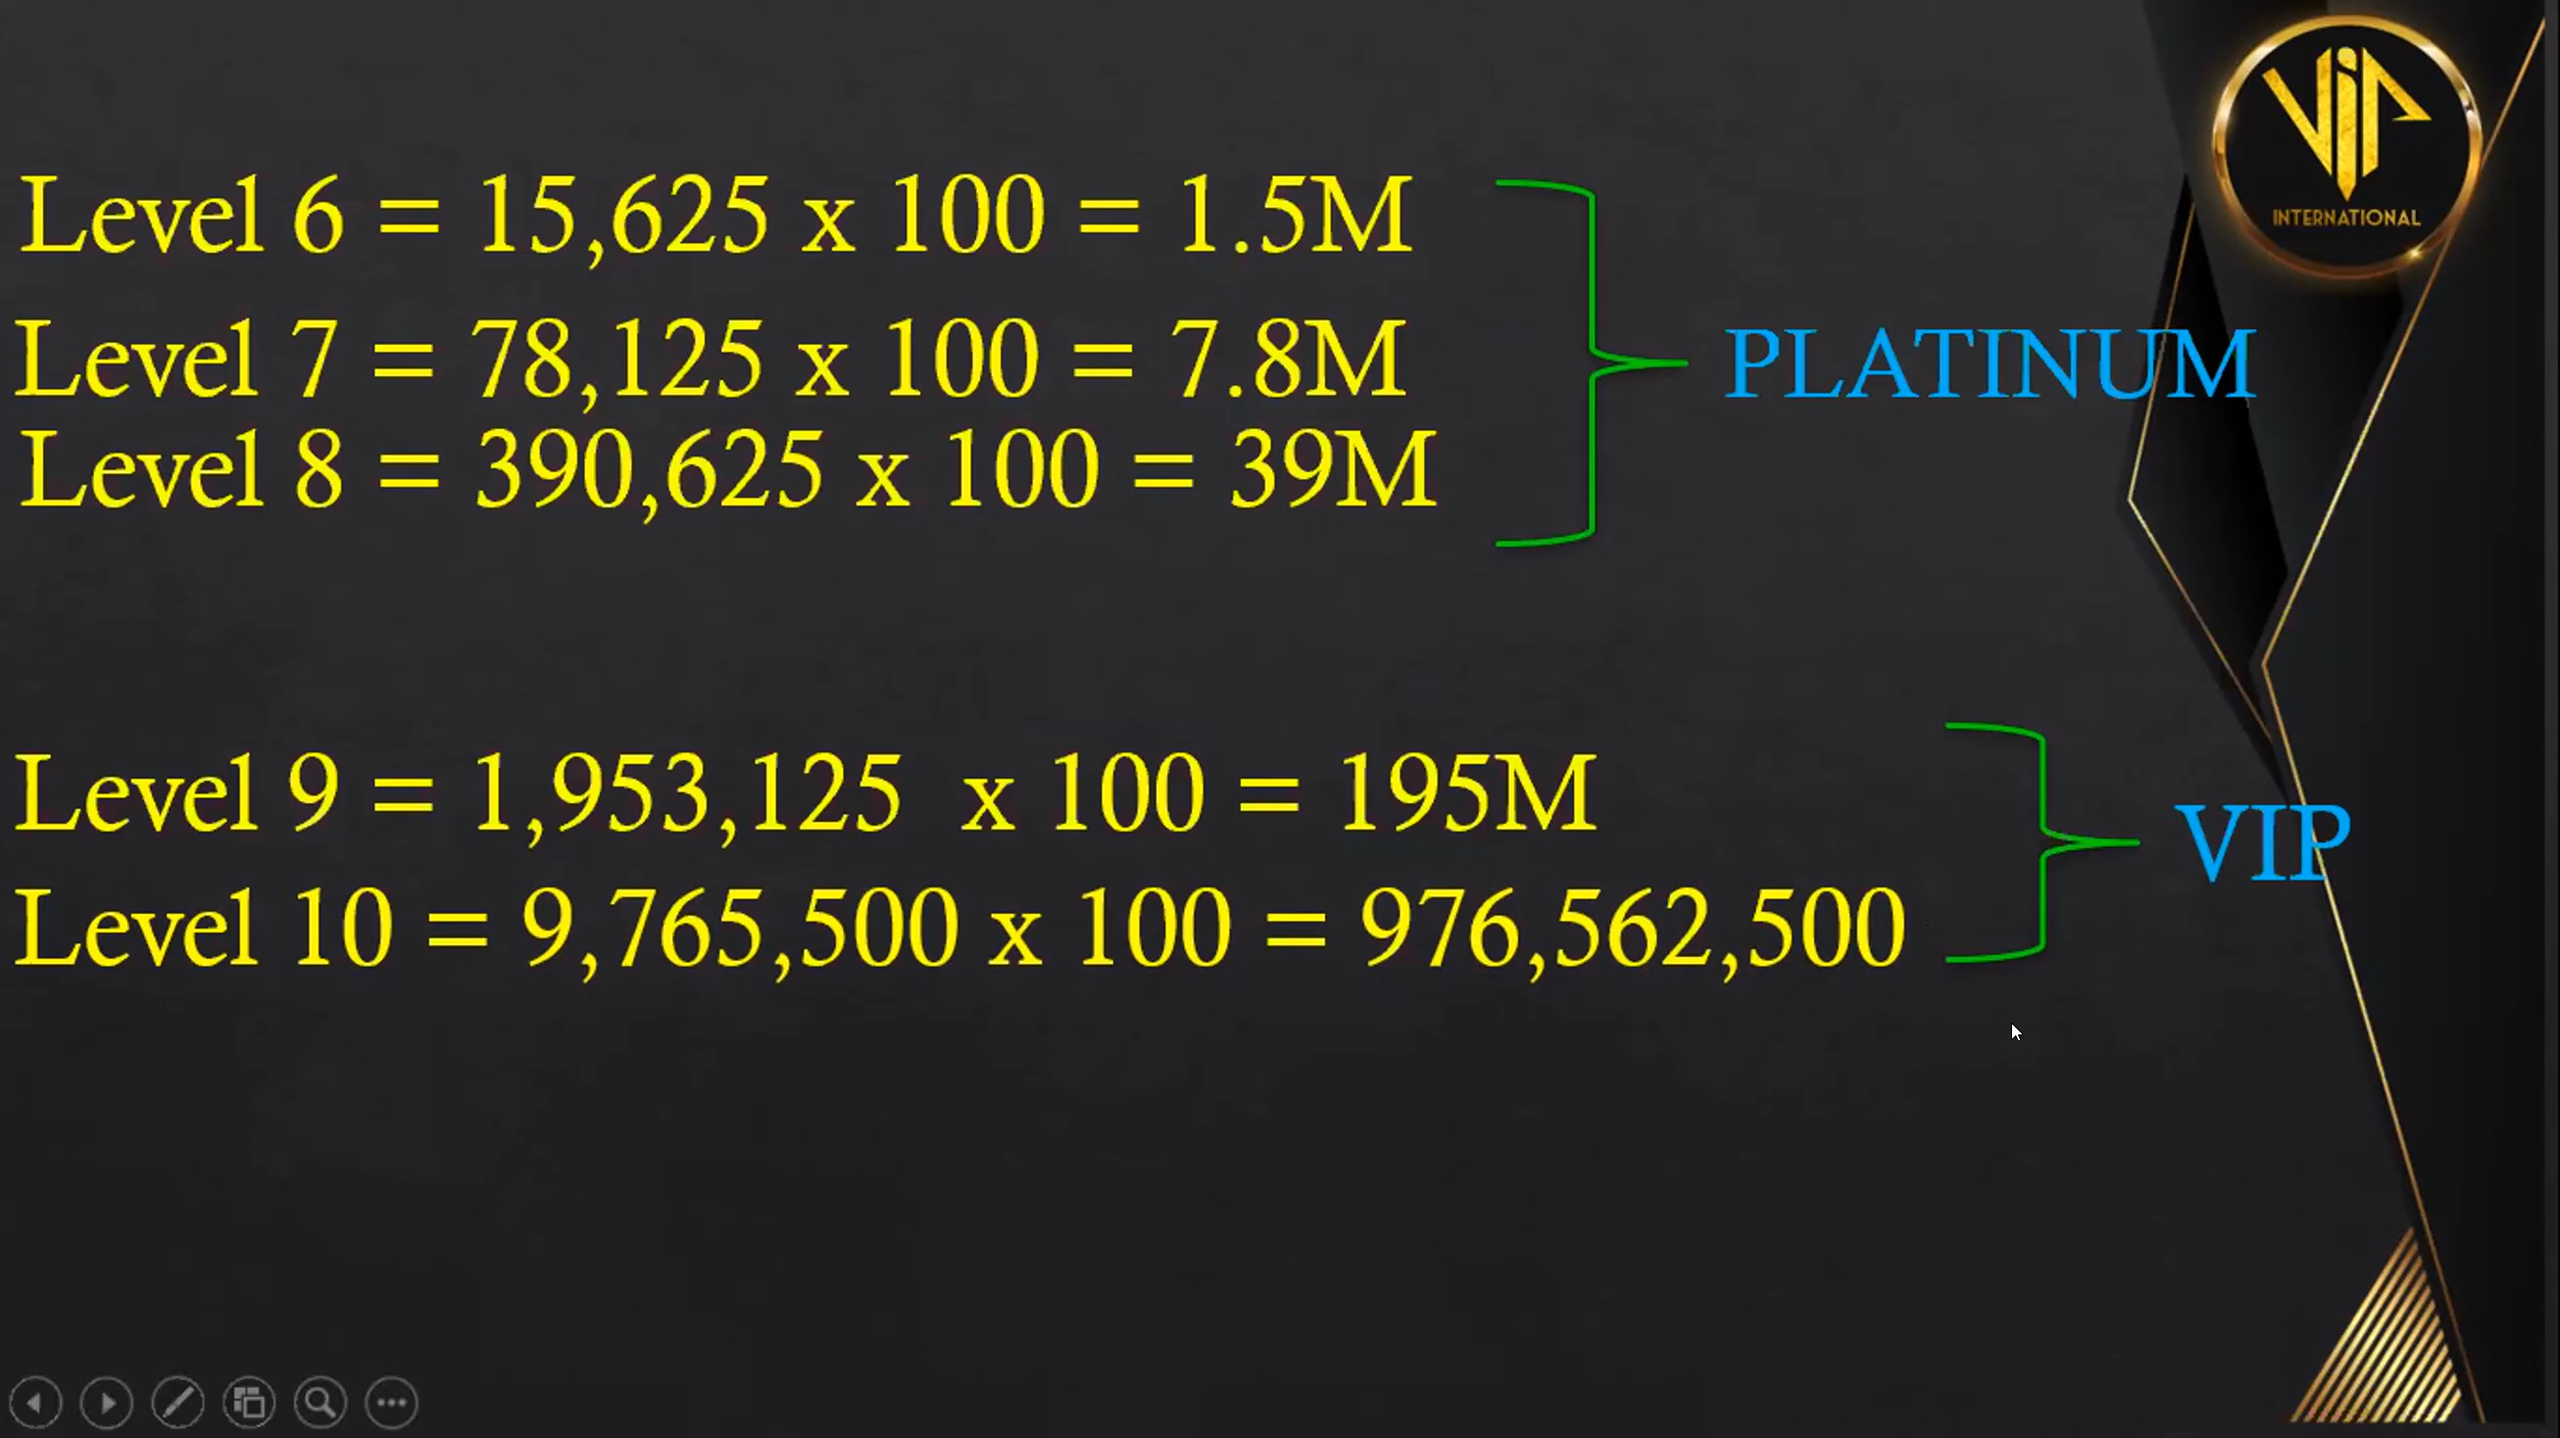 ViP
INTERNATIONAL
Level 6 = 15,625 x 100 = 1.5M
Level 7 = 78,125 x 100 = 7.8M
Level 8 = 390,625 x 100 = 39M
PLATINUM
Level 9 = 1,953,125 x 100 = 195M
Level 10 = 9,765,500 x 100 = 976,562,500
VIP